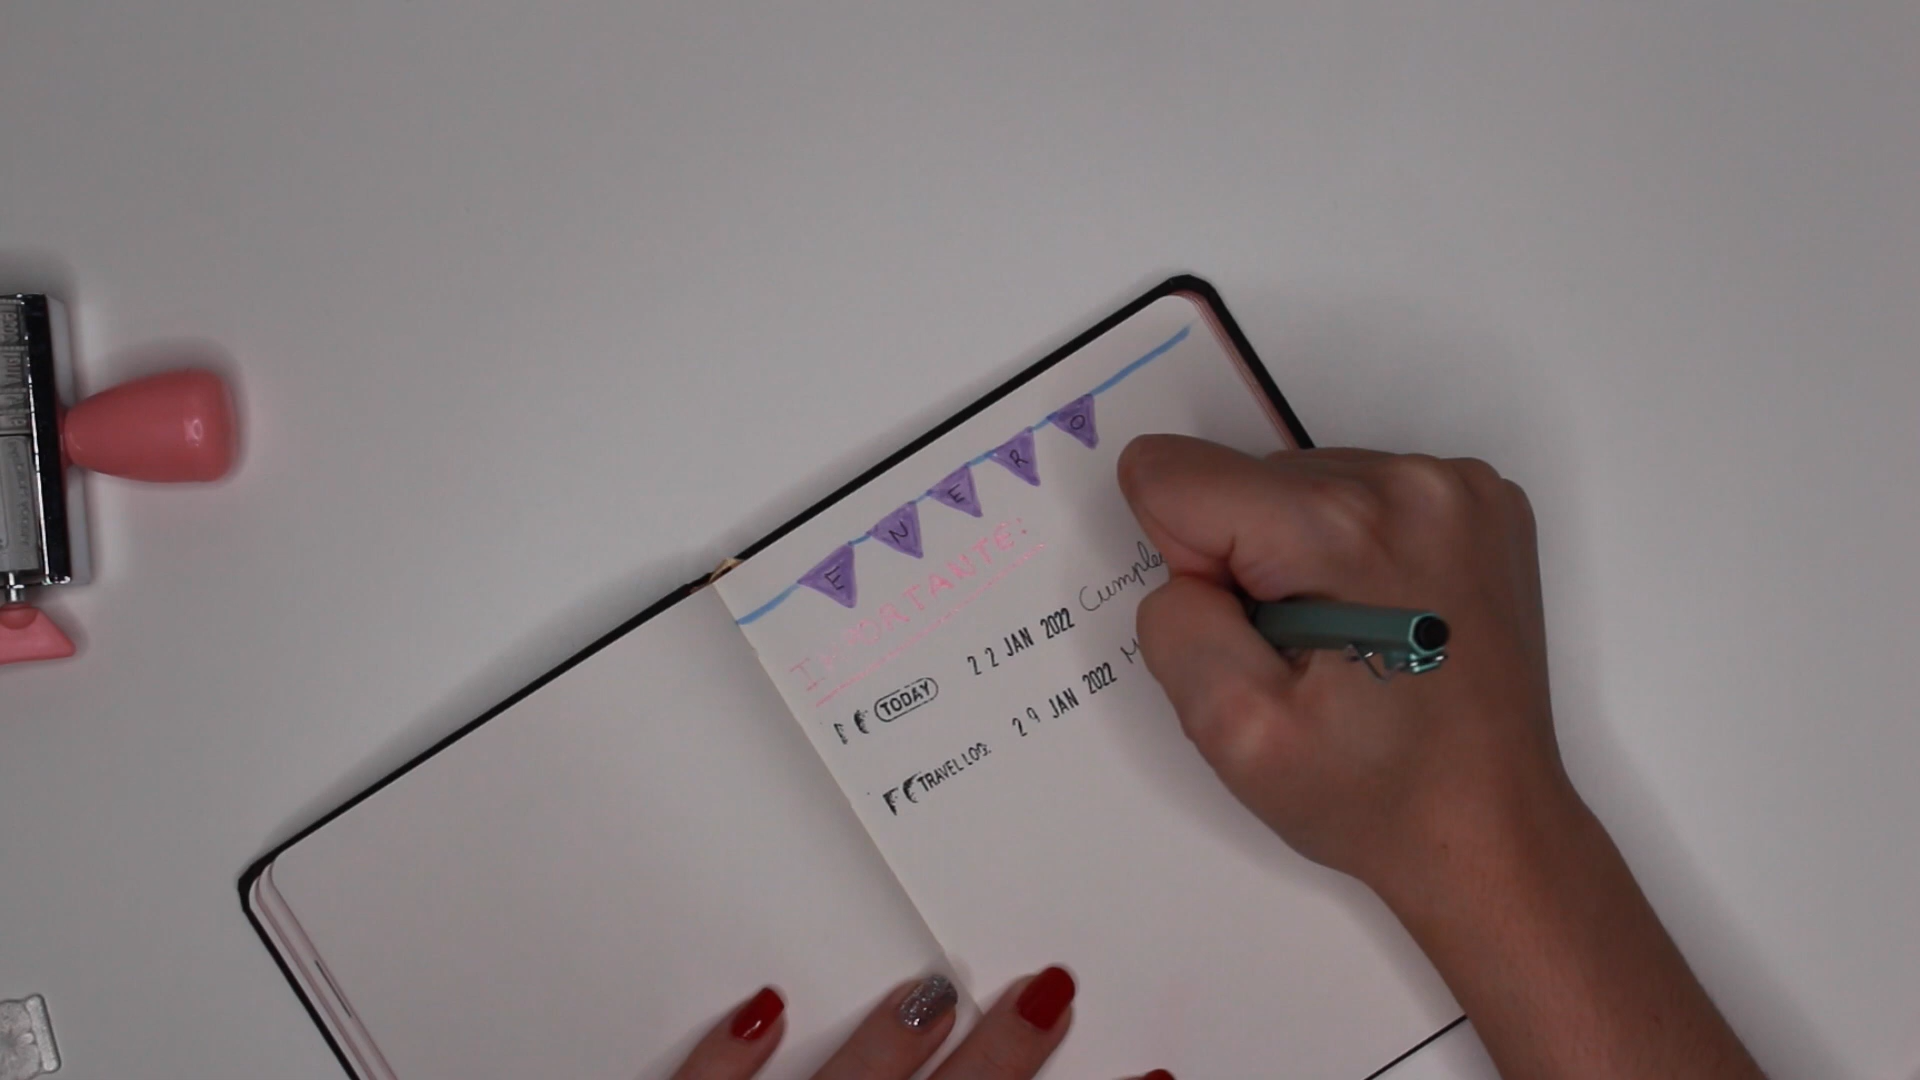 ENERO
IMPORTANTE:
TODAY 22 JAN 2022 Cumple
TRAVEL LOG: 29 JAN 2022 M